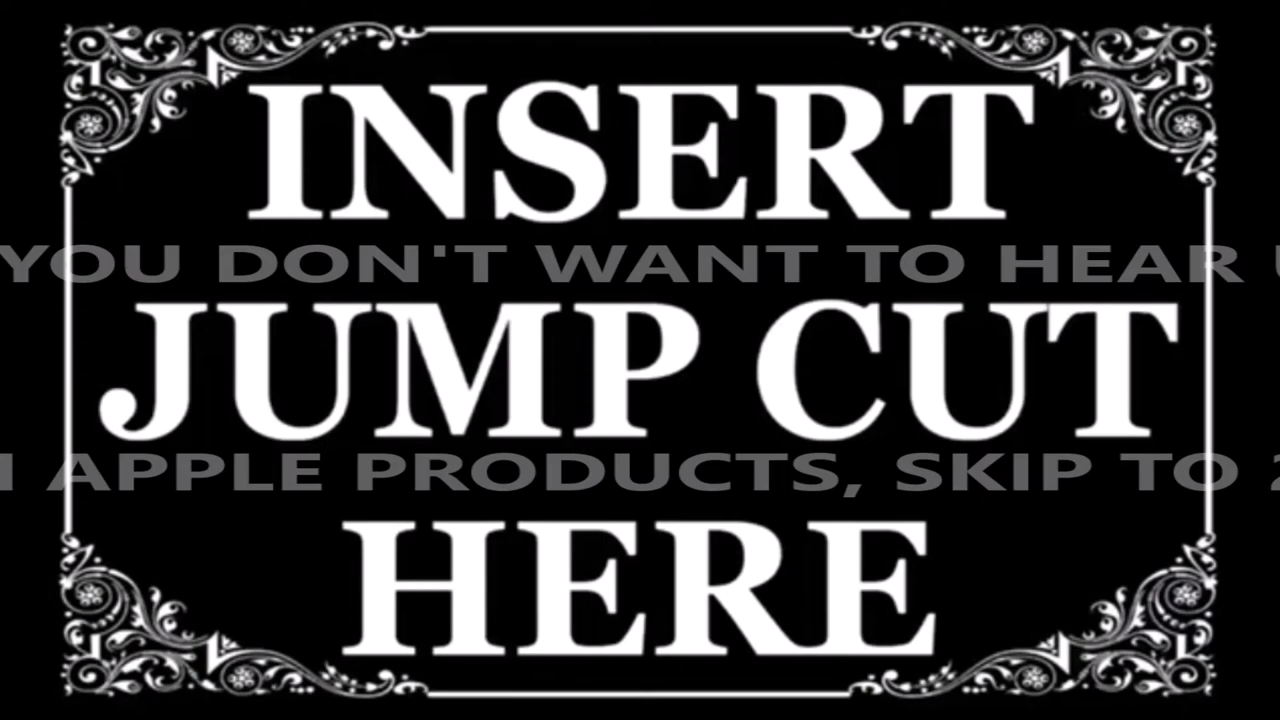 INSERT
YOU DON'T WANT TO HEAR
JUMP CUT
APPLE PRODUCTS, SKIP TO
HERE